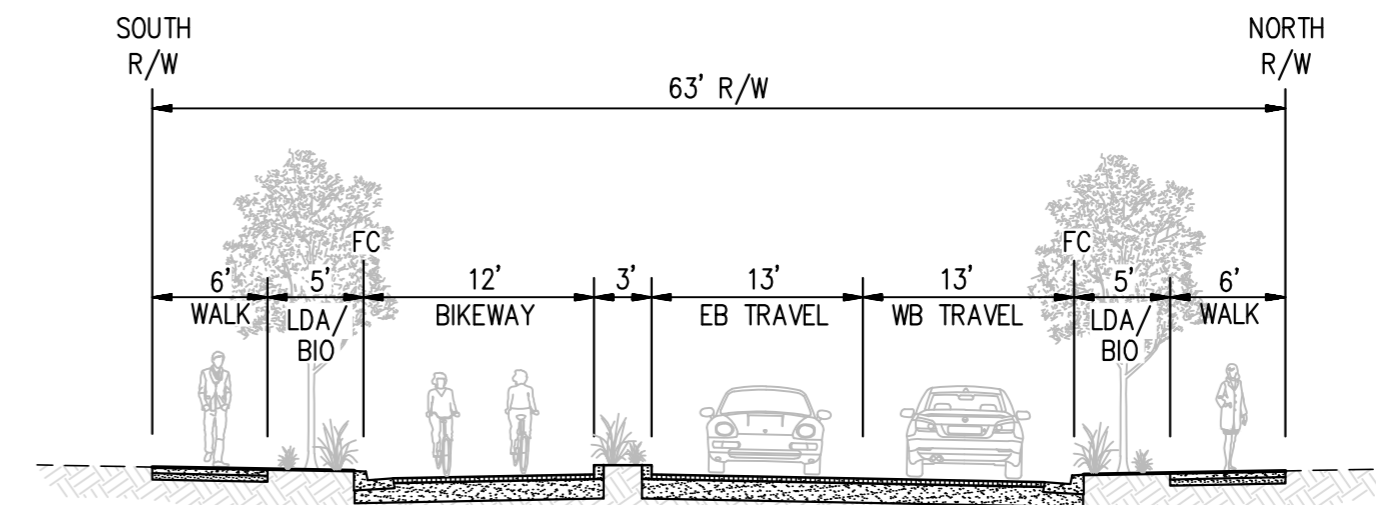 SOUTH
R/W
NORTH
R/W
63' R/W
FC
FC
6'
5'
12'
3'
13'
13'
5'
6'
WALK
LDA/
BIO
BIKEWAY
EB TRAVEL
WB TRAVEL
LDA/
BIO
WALK